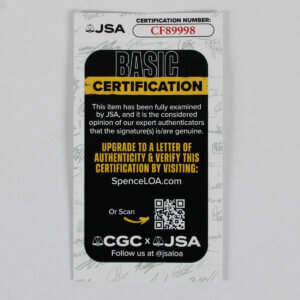 JSA
CERTIFICATION NUMBER:
CF89998
BASIC
CERTIFICATION
This item has been fully examined
by JSA, and it is the considered
opinion of our expert authenticators
that the signature(s) is/are genuine.
UPGRADE TO A LETTER OF
AUTHENTICITY & VERIFY THIS
CERTIFICATION BY VISITING:
SpenceLOA.com
Or Scan
CGC x JSA
Follow us at @jsaloa